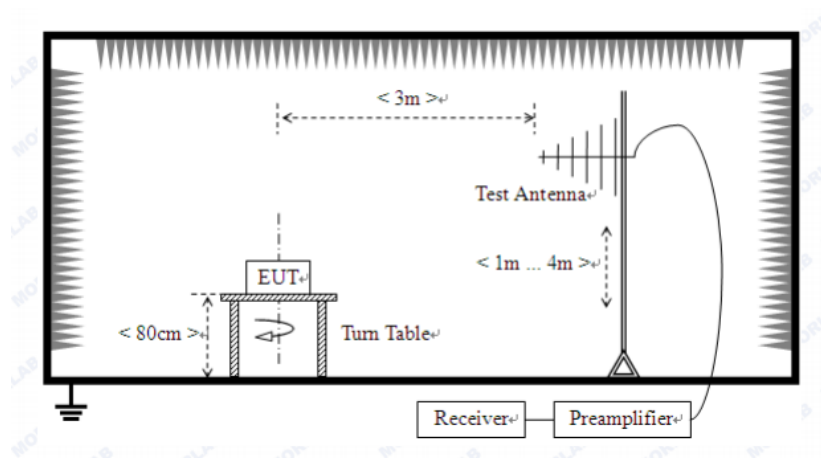 < 3m >↵
Test Antenna↵
< 1m ... 4m >↵
EUT↵
< 80cm >↵
Turn Table↵
Receiver↵
Preamplifier↵